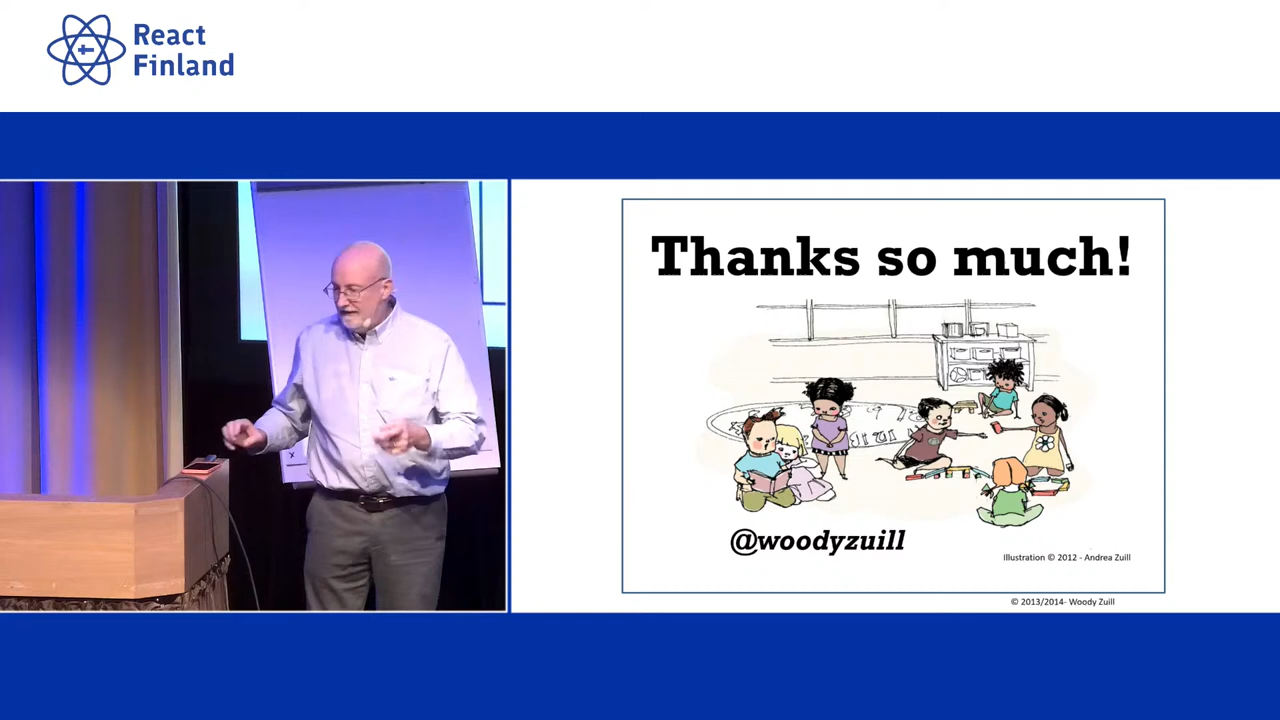 React
Finland
Thanks so much!
@woodyzuill
Illustration © 2012 - Andrea Zuill
© 2013/2014- Woody Zuill